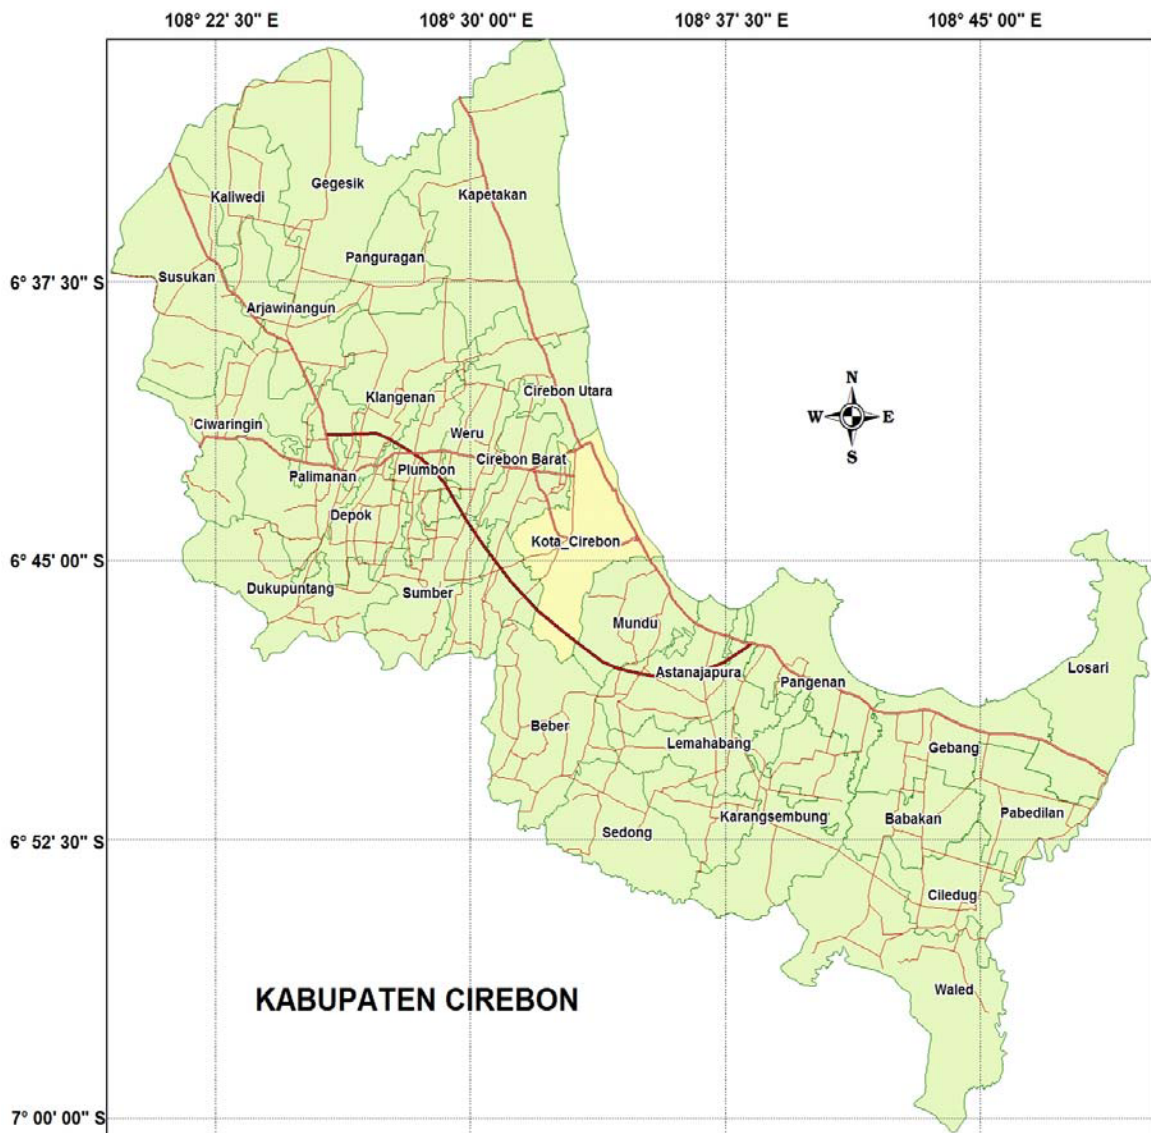 108° 22' 30" E
108° 30' 00" E
108° 37' 30" E
108° 45' 00" E
Gegesik
Kaliwedi
Kapetakan
Panguragan
Susukan
6° 37' 30" S
Arjawinangun
Cirebon Utara
Klangenan
N
W
E
S
Ciwaringin
Weru
Cirebon Barat
Plumbon
Palimanan
Depok
Kota_Cirebon
6° 45' 00" S
Dukupuntang
Sumber
Mundu
Losari
Astanajapura
Pangenan
Beber
Lemahabang
Gebang
Pabedilan
Karangsembung
Babakan
Sedong
6° 52' 30" S
Ciledug
Waled
KABUPATEN CIREBON
7° 00' 00" S